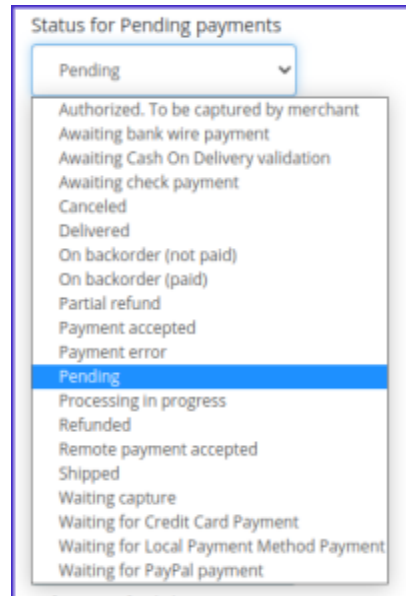 Status for Pending payments
Pending
Authorized. To be captured by merchant
Awaiting bank wire payment
Awaiting Cash On Delivery validation
Awaiting check payment
Canceled
Delivered
On backorder (not paid)
On backorder (paid)
Partial refund
Payment accepted
Payment error
Pending
Processing in progress
Refunded
Remote payment accepted
Shipped
Waiting capture
Waiting for Credit Card Payment
Waiting for Local Payment Method Payment
Waiting for PayPal payment